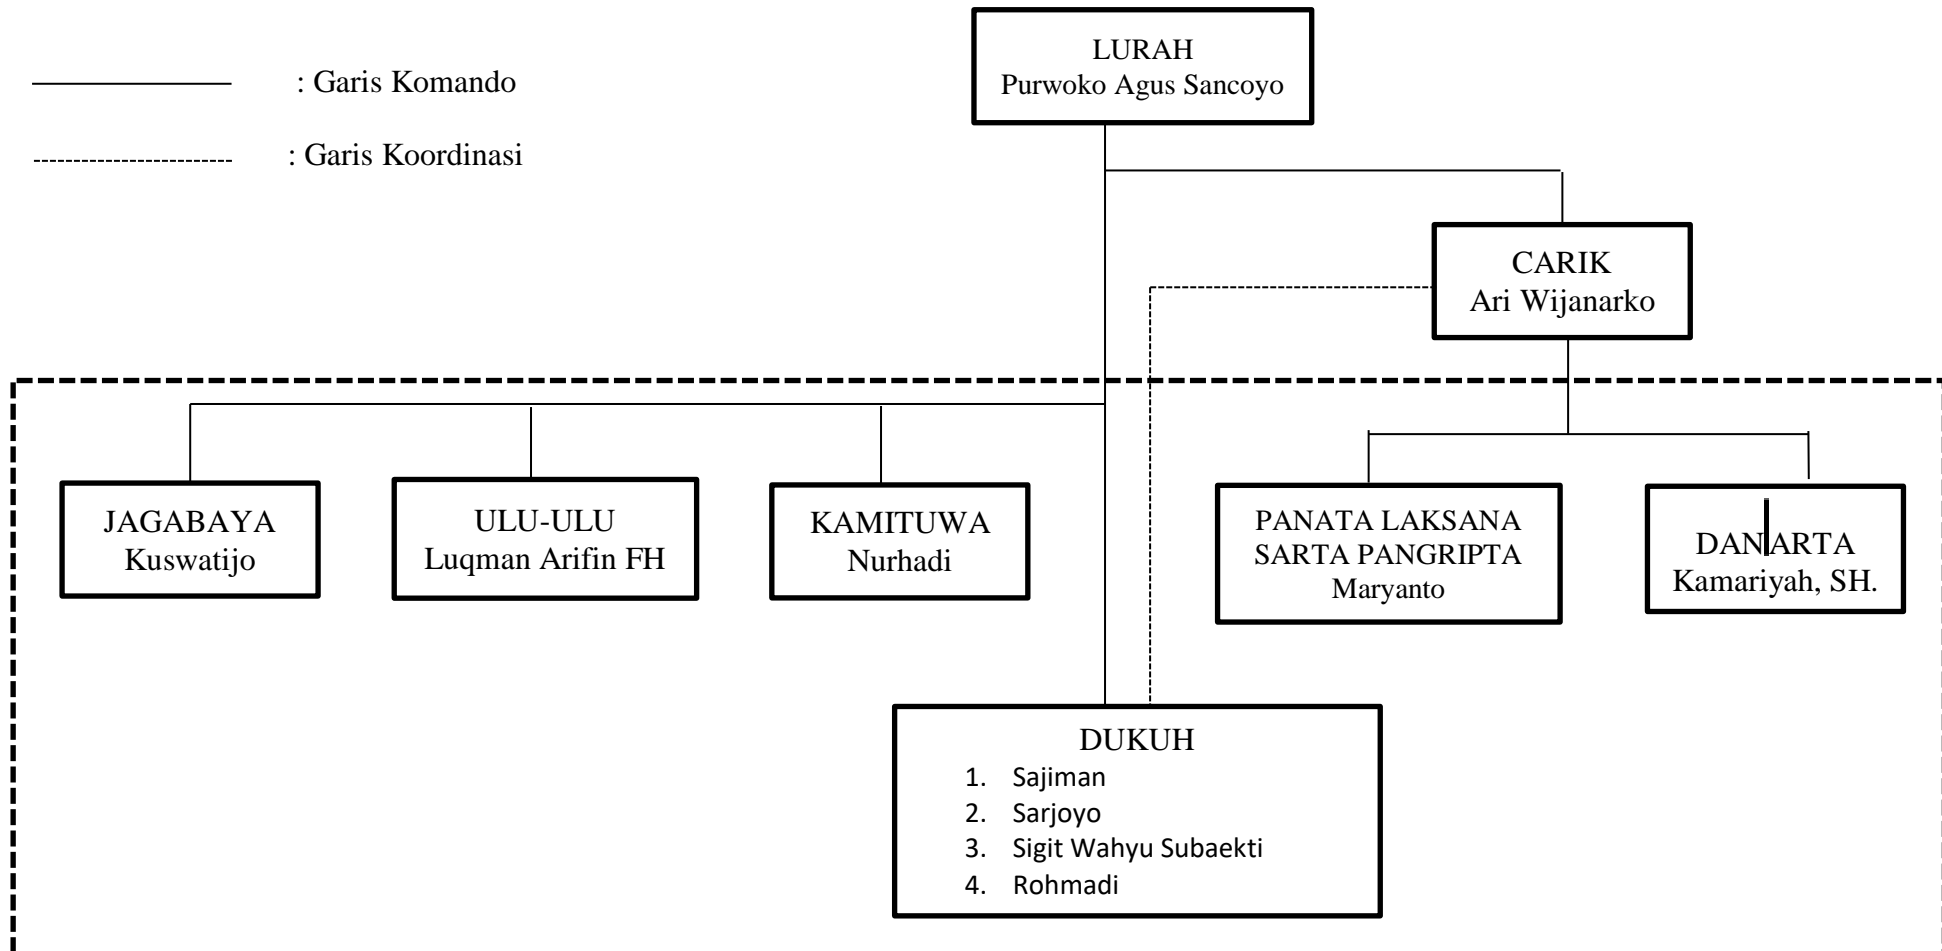 LURAH
Purwoko Agus Sancoyo
: Garis Komando
: Garis Koordinasi
CARIK
Ari Wijanarko
JAGABAYA
Kuswatijo
ULU-ULU
Luqman Arifin FH
KAMITUWA
Nurhadi
PANATA LAKSANA
SARTA PANGRIPTA
Maryanto
DANARTA
Kamariyah, SH.
DUKUH
1. Sajiman
2. Sarjoyo
3. Sigit Wahyu Subaekti
4. Rohmadi